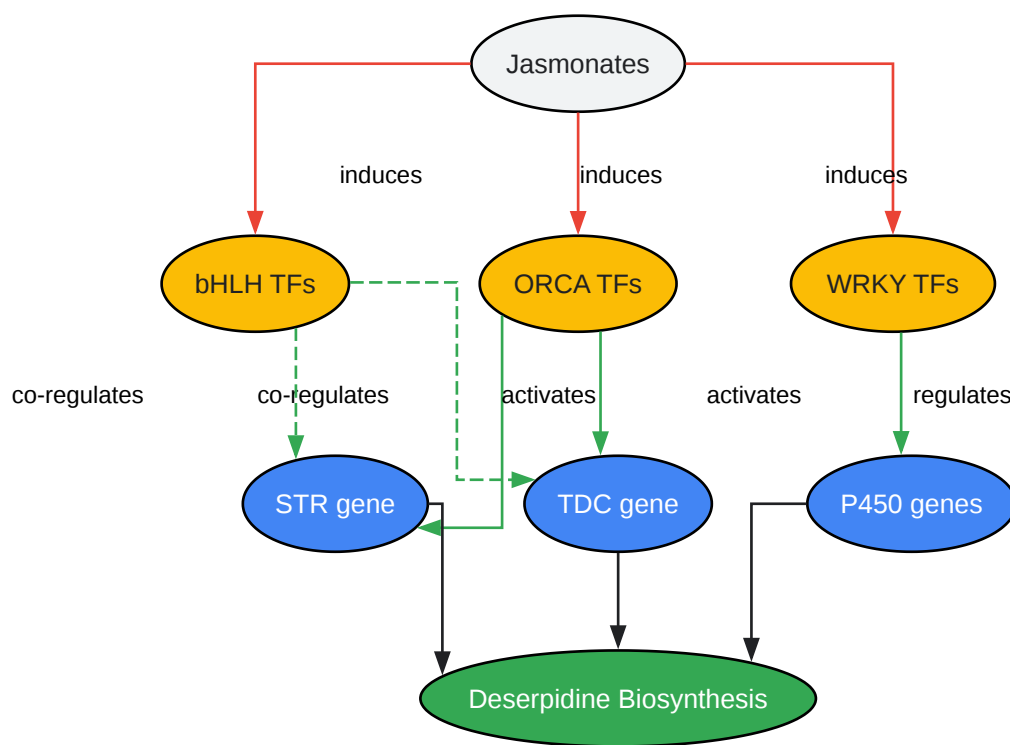 Jasmonates
induces
induces
induces
bHLH TFs
ORCA TFs
WRKY TFs
co-regulates
co-regulates
activates
activates
regulates
STR gene
TDC gene
P450 genes
Deserpidine Biosynthesis